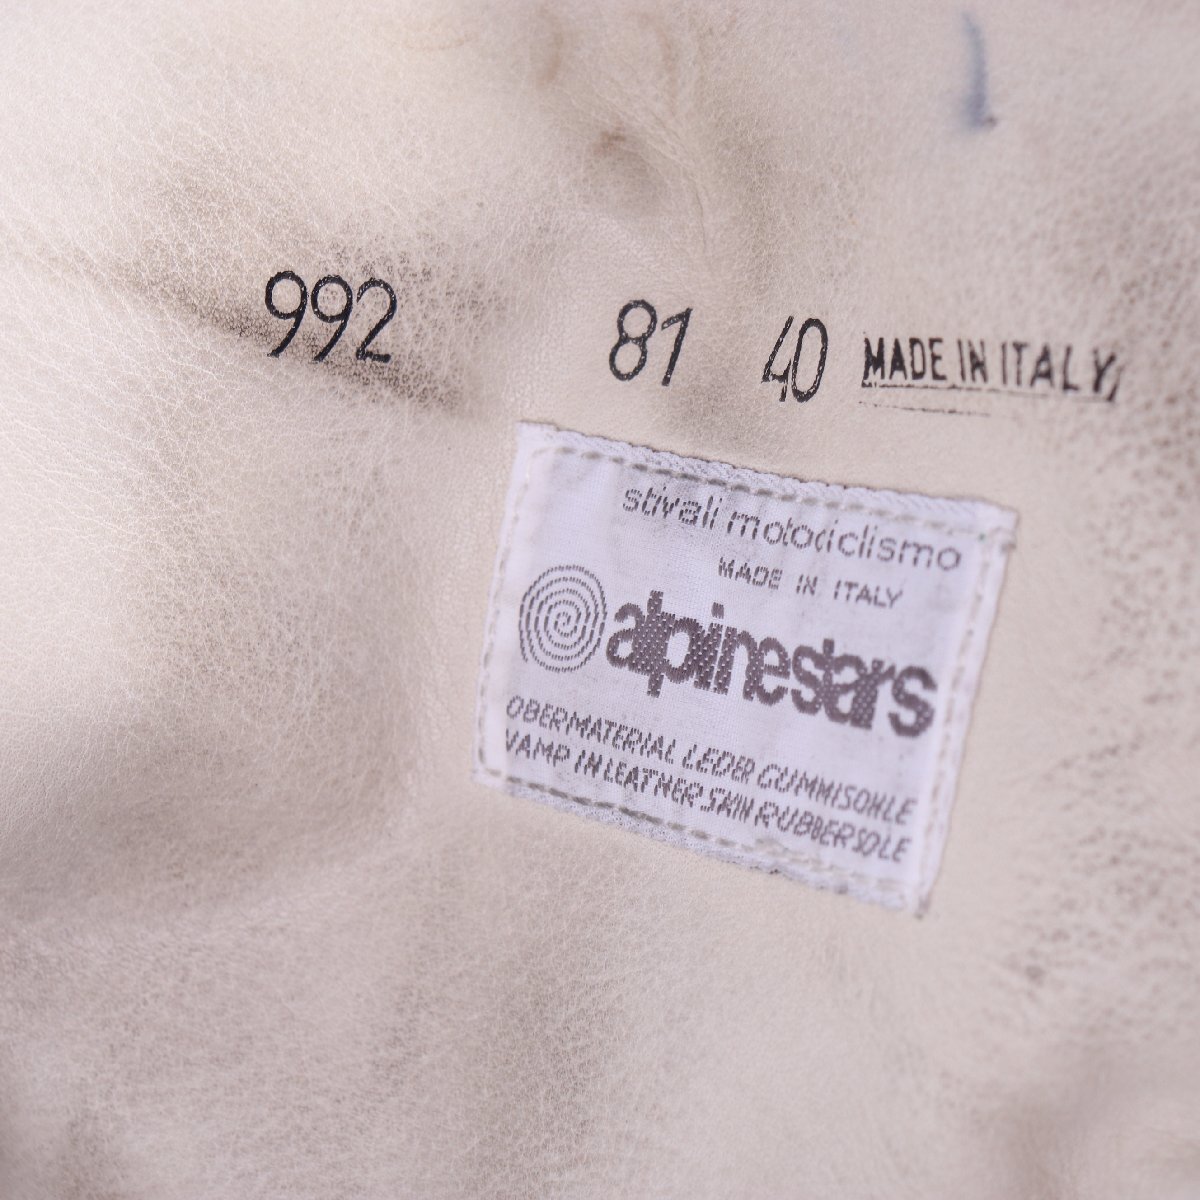 992 81 40 MADE IN ITALY
stivali motociclismo
MADE IN ITALY
alpinestars
OBERMATERIAL LEDER GUMMISOHLE
VAMP IN LEATHER SKIN RUBBERSOLE